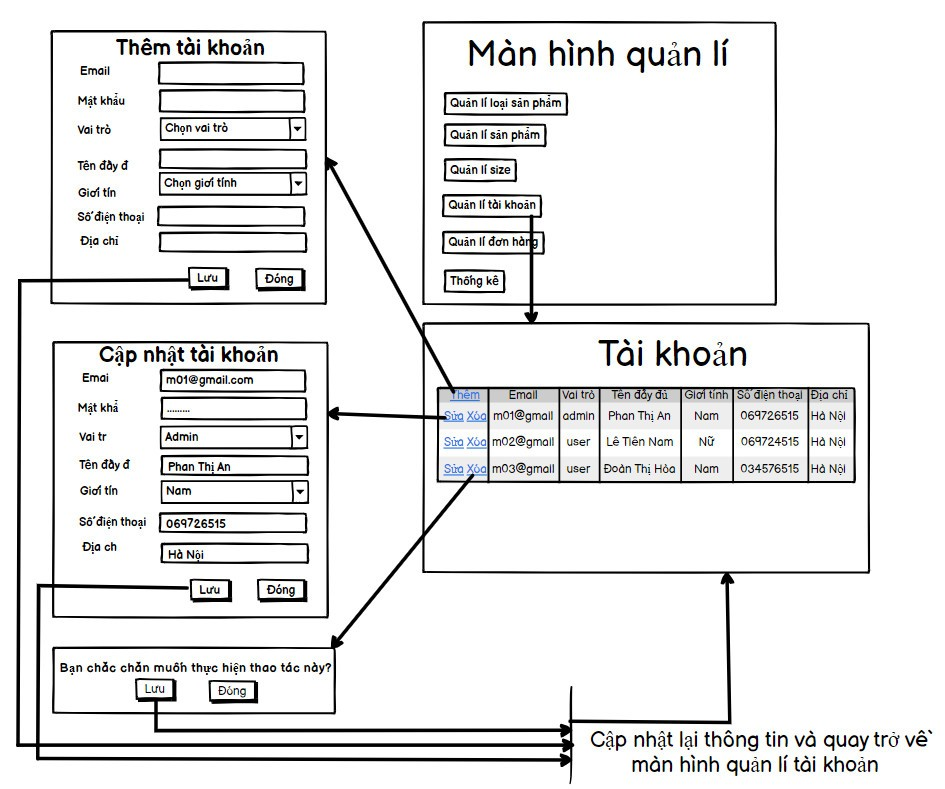 Thêm tài khoản
Email
Mật khẩu
Vai trò
Chọn vai trò
Tên đầy đ
Giới tín
Chọn giới tính
Số điện thoại
Địa chỉ
Lưu
Đóng
Màn hình quản lí
Quản lí loại sản phẩm
Quản lí sản phẩm
Quản lí size
Quản lí tài khoản
Quản lí đơn hàng
Thống kê
Cập nhật tài khoản
Emai
m01@gmail.com
Mật khẩ
.........
Vai tr
Admin
Tên đầy đ
Phan Thị An
Giới tín
Nam
Số điện thoại
069726515
Địa ch
Hà Nội
Lưu
Đóng
Tài khoản
Thêm Email Vai trò Tên đầy đủ Giới tính Số điện thoại Địa chỉ
Sửa Xóa m01@gmail admin Phan Thị An Nam 069726515 Hà Nội
Sửa Xóa m02@gmail user Lê Tiên Nam Nữ 069724515 Hà Nội
Sửa Xóa m03@gmail user Đoàn Thị Hòa Nam 034576515 Hà Nội
Bạn chắc chắn muốn thực hiện thao tác này?
Lưu
Đóng
Cập nhật lại thông tin và quay trở về
màn hình quản lí tài khoản